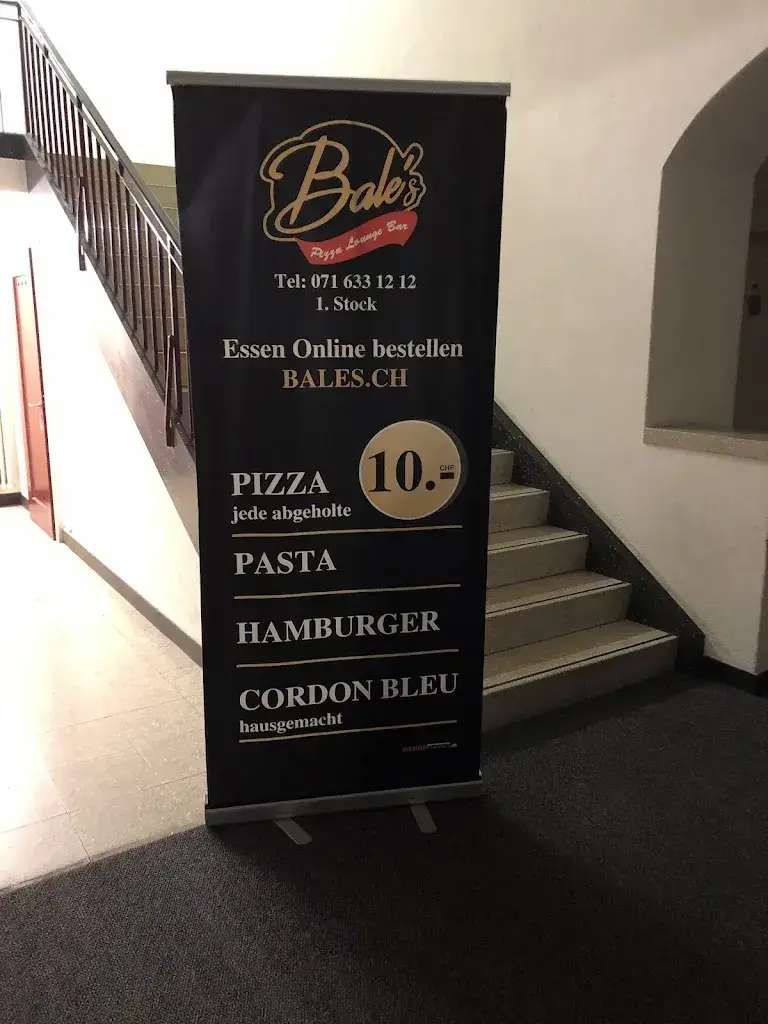 Bale's
Pizza Lounge Bar
Tel: 071 633 12 12
1. Stock
Essen Online bestellen
BALES.CH
10.-
CHF
PIZZA
jede abgeholte
PASTA
HAMBURGER
CORDON BLEU
hausgemacht